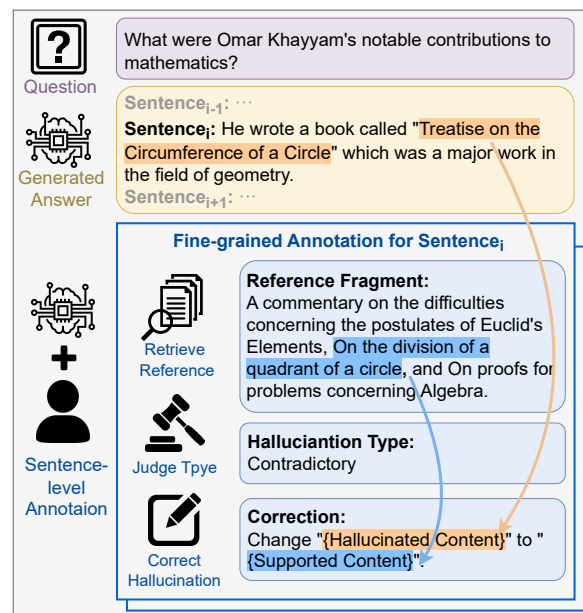 What were Omar Khayyam's notable contributions to
mathematics?
Question
Sentencei-1: ...
Sentencei: He wrote a book called "Treatise on the
Circumference of a Circle" which was a major work in
the field of geometry.
Sentencei+1: ...
Generated
Answer
Fine-grained Annotation for Sentencei
Reference Fragment:
A commentary on the difficulties
concerning the postulates of Euclid's
Elements, On the division of a
quadrant of a circle, and On proofs for
problems concerning Algebra.
Retrieve
Reference
Halluciantion Type:
Contradictory
Judge Tpye
Sentence-
level
Annotaion
Correction:
Change "{Hallucinated Content}" to "
{Supported Content}".
Correct
Hallucination